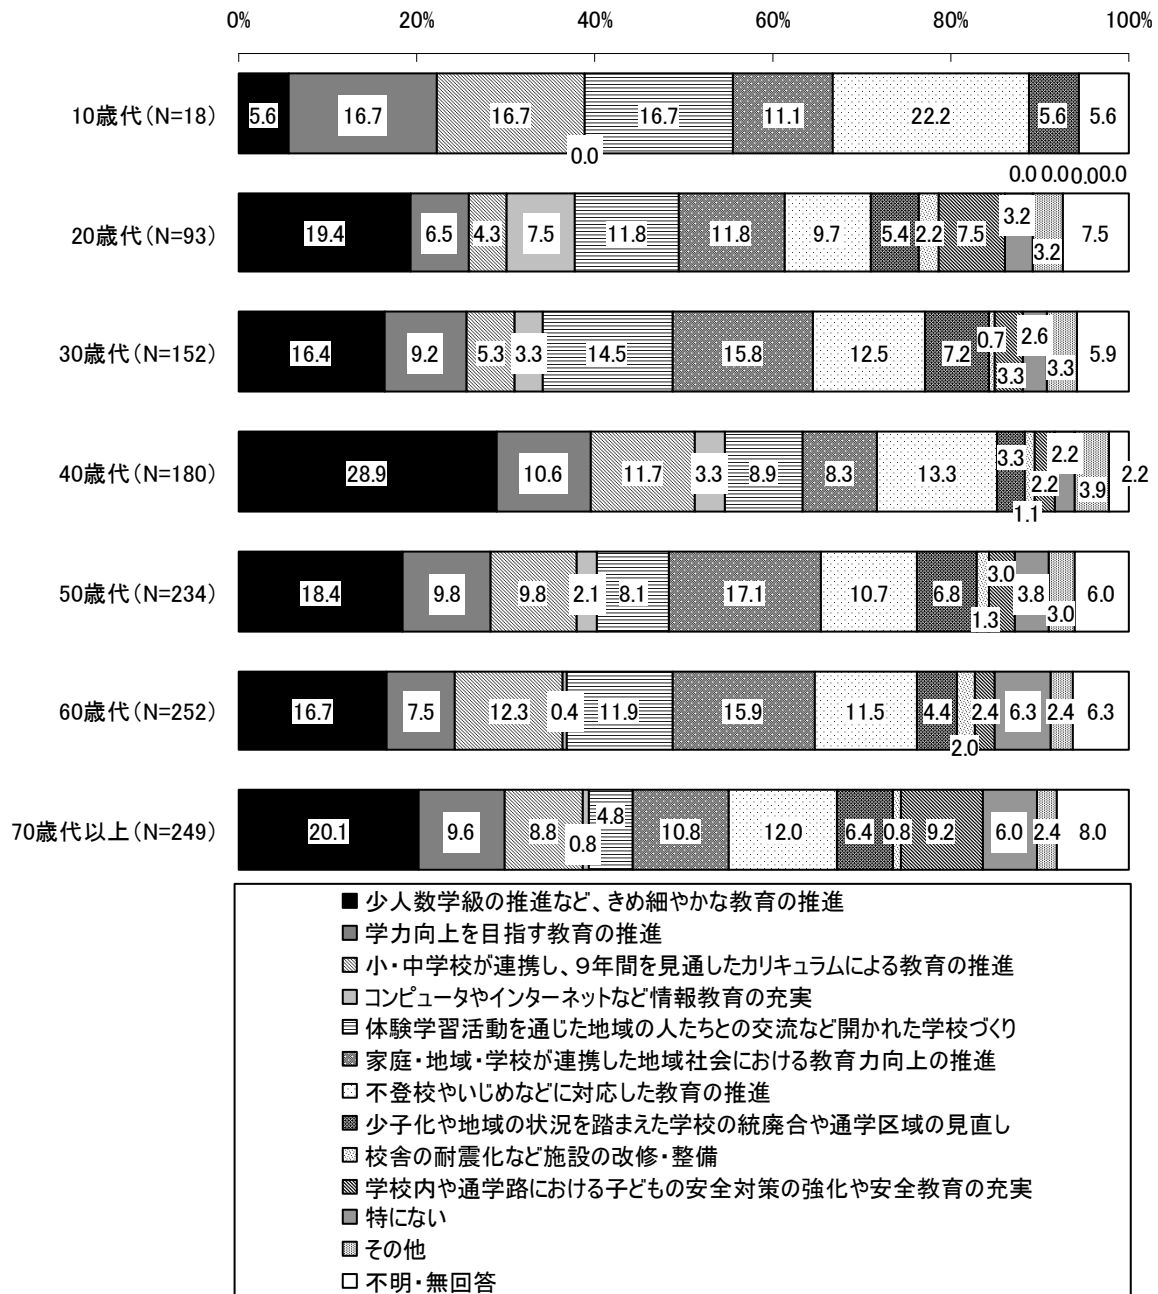 0% 20% 40% 60% 80% 100%
10歳代(N=18) 5.6 16.7 16.7 0.0 16.7 11.1 22.2 5.6 0.0 0.0 0.0 0.0 5.6
20歳代(N=93) 19.4 6.5 4.3 7.5 11.8 11.8 9.7 5.4 2.2 7.5 3.2 3.2 7.5
30歳代(N=152) 16.4 9.2 5.3 3.3 14.5 15.8 12.5 7.2 0.7 3.3 2.6 3.3 5.9
40歳代(N=180) 28.9 10.6 11.7 3.3 8.9 8.3 13.3 3.3 1.1 2.2 2.2 3.9 2.2
50歳代(N=234) 18.4 9.8 9.8 2.1 8.1 17.1 10.7 6.8 1.3 3.0 3.8 3.0 6.0
60歳代(N=252) 16.7 7.5 12.3 0.4 11.9 15.9 11.5 4.4 2.0 2.4 6.3 2.4 6.3
70歳代以上(N=249) 20.1 9.6 8.8 0.8 4.8 10.8 12.0 6.4 0.8 9.2 6.0 2.4 8.0
少人数学級の推進など、きめ細やかな教育の推進
学力向上を目指す教育の推進
小・中学校が連携し、9年間を見通したカリキュラムによる教育の推進
コンピュータやインターネットなど情報教育の充実
体験学習活動を通じた地域の人たちとの交流など開かれた学校づくり
家庭・地域・学校が連携した地域社会における教育力向上の推進
不登校やいじめなどに対応した教育の推進
少子化や地域の状況を踏まえた学校の統廃合や通学区域の見直し
校舎の耐震化など施設の改修・整備
学校内や通学路における子どもの安全対策の強化や安全教育の充実
特にない
その他
不明・無回答